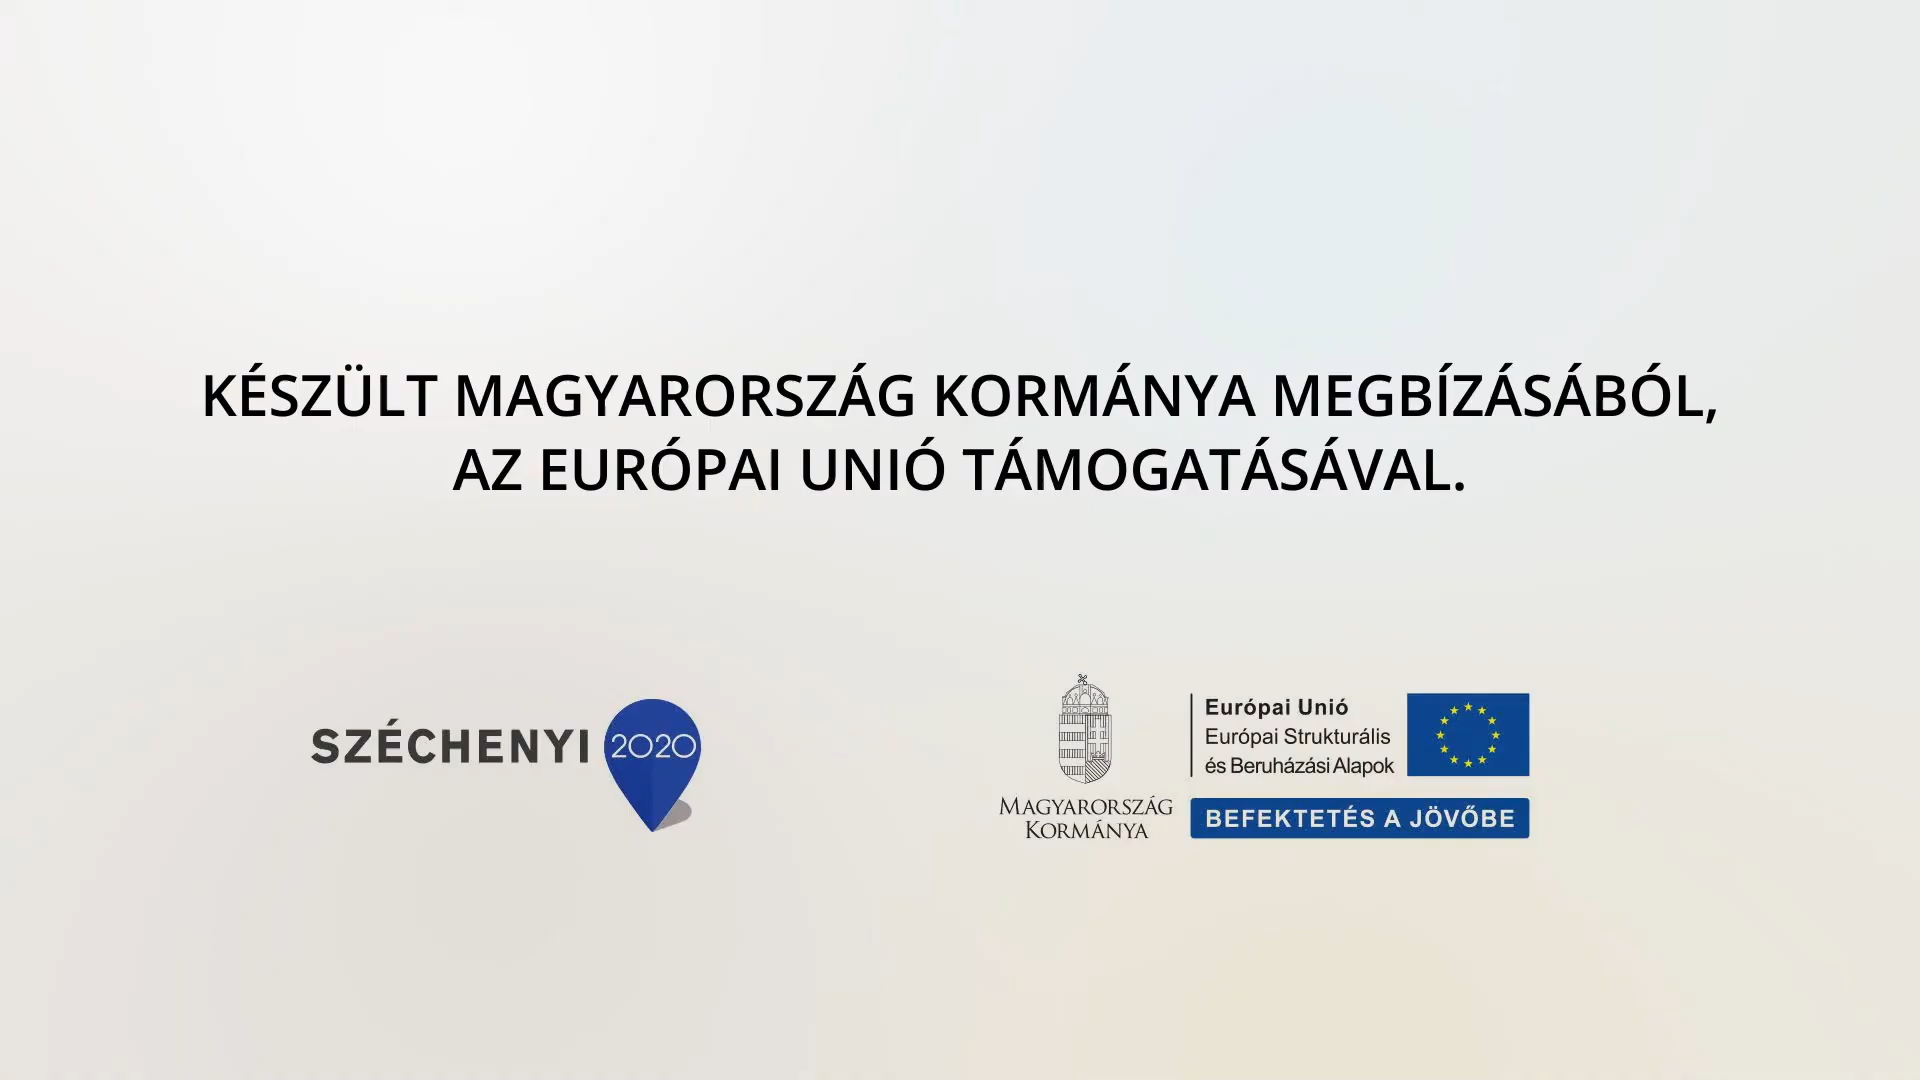 KÉSZÜLT MAGYARORSZÁG KORMÁNYA MEGBÍZÁSÁBÓL,
AZ EURÓPAI UNIÓ TÁMOGATÁSÁVAL.
SZÉCHENYI 2020
MAGYARORSZÁG
KORMÁNYA
Európai Unió
Európai Strukturális
és Beruházási Alapok
BEFEKTETÉS A JÖVŐBE